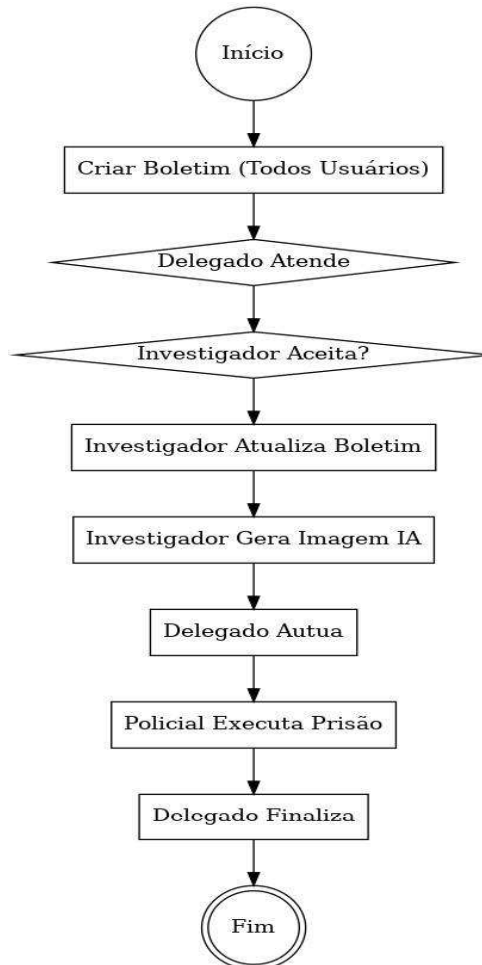 Início
Criar Boletim (Todos Usuários)
Delegado Atende
Investigador Aceita?
Investigador Atualiza Boletim
Investigador Gera Imagem IA
Delegado Autua
Policial Executa Prisão
Delegado Finaliza
Fim